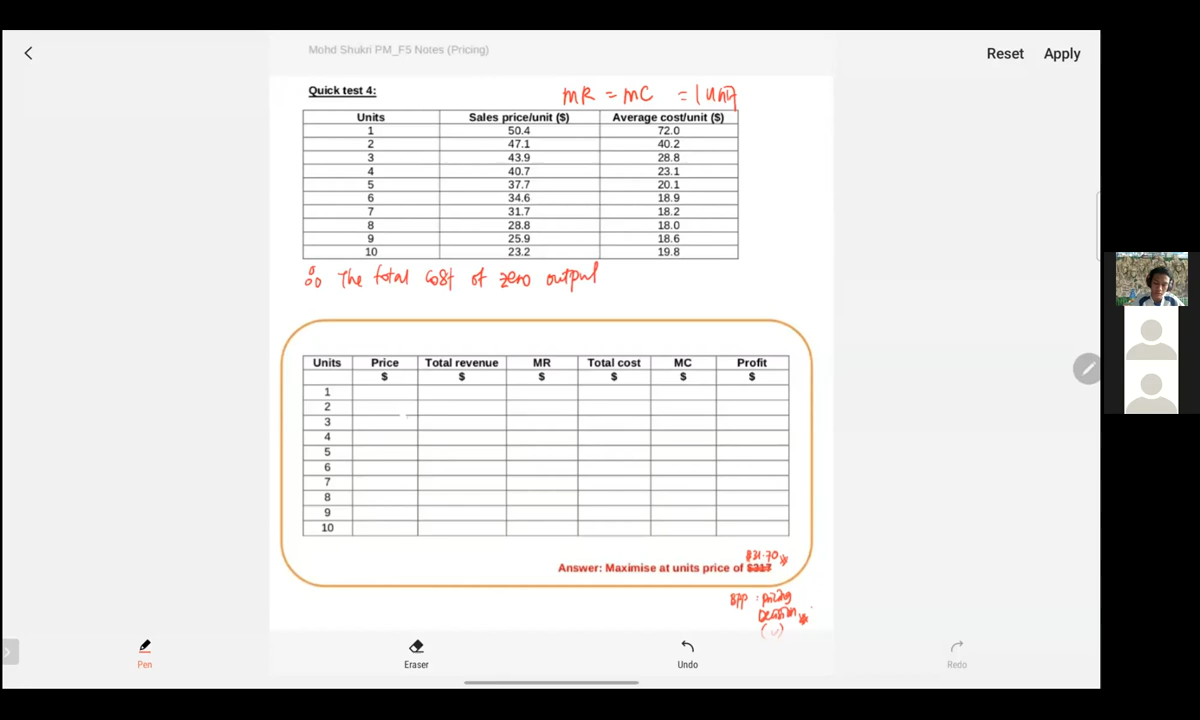 Mohd Shukri PM_F5 Notes (Pricing)
Reset Apply
Quick test 4:
MR = MC = 1 unit
Units Sales price/unit ($) Average cost/unit ($)
1 50.4 72.0
2 47.1 40.2
3 43.9 28.8
4 40.7 23.1
5 37.7 20.1
6 34.6 18.9
7 31.7 18.2
8 28.8 18.0
9 25.9 18.6
10 23.2 19.8
The total cost of zero output
Units Price Total revenue MR Total cost MC Profit
$ $ $ $ $ $
1
2
3
4
5
6
7
8
9
10
$31.70
Answer: Maximise at units price of $317
BPP : Pricing
Decision
Pen Eraser Undo Redo